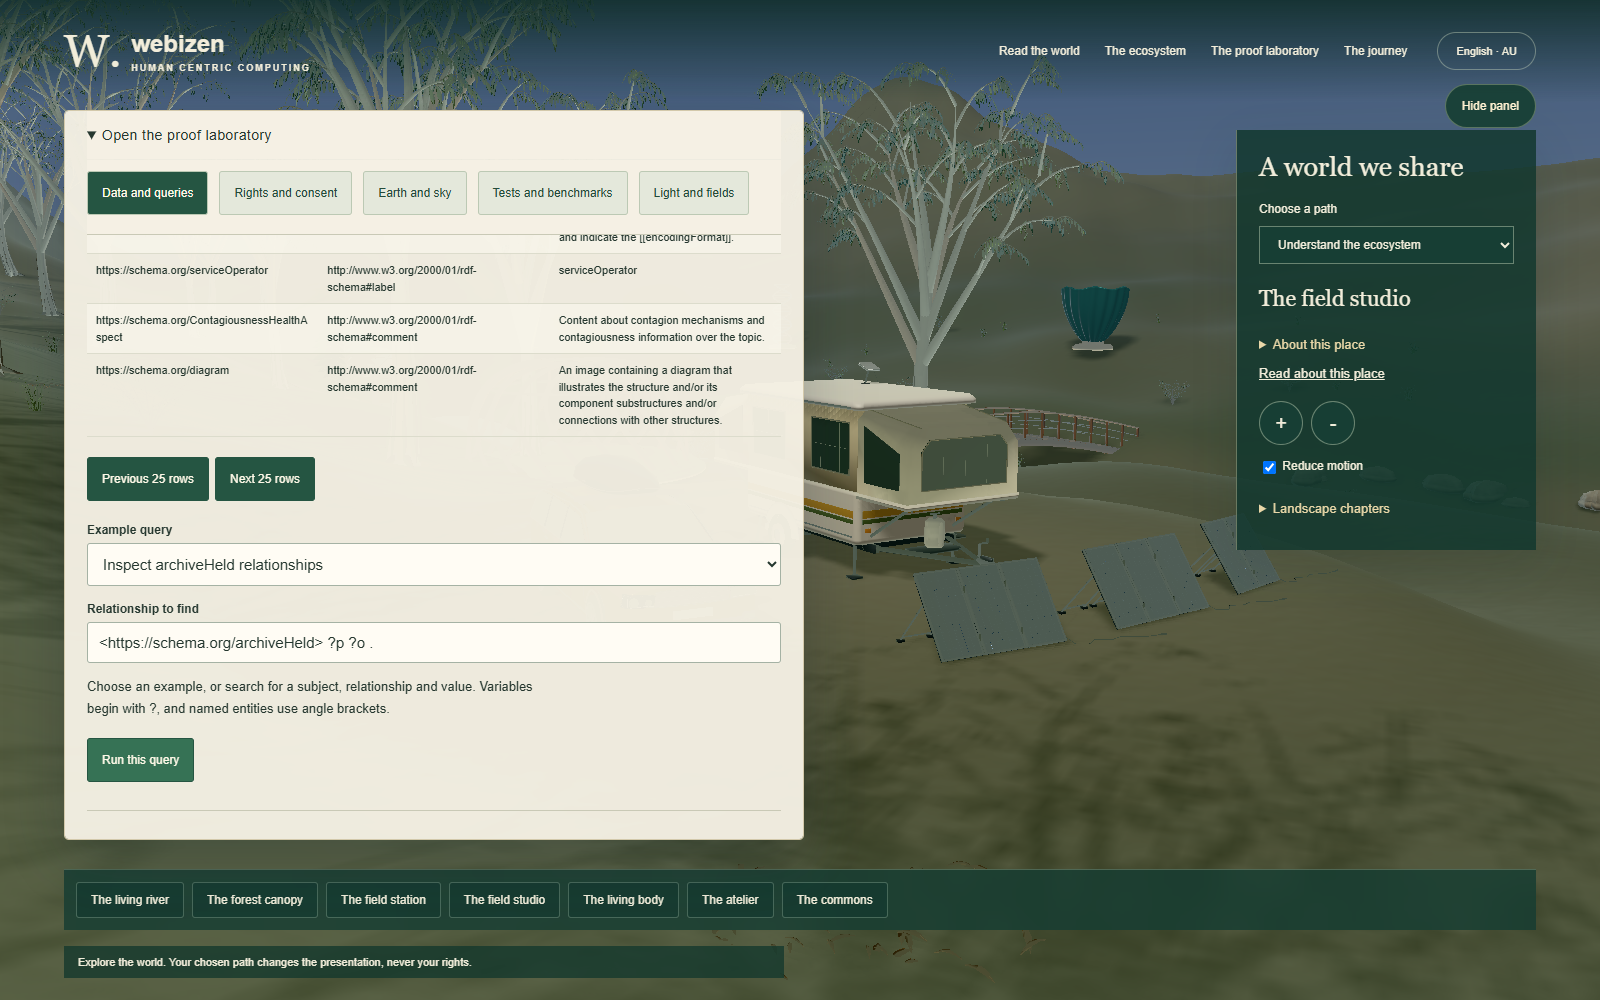 W.
webizen
HUMAN CENTRIC COMPUTING
Read the world
The ecosystem
The proof laboratory
The journey
English · AU
Hide panel
▼ Open the proof laboratory
Data and queries
Rights and consent
Earth and sky
Tests and benchmarks
Light and fields
and indicate the [[encodingFormat]].
https://schema.org/serviceOperator
http://www.w3.org/2000/01/rdf-
schema#label
serviceOperator
https://schema.org/ContagiousnessHealthA
spect
http://www.w3.org/2000/01/rdf-
schema#comment
Content about contagion mechanisms and
contagiousness information over the topic.
https://schema.org/diagram
http://www.w3.org/2000/01/rdf-
schema#comment
An image containing a diagram that
illustrates the structure and/or its
component substructures and/or
connections with other structures.
Previous 25 rows
Next 25 rows
Example query
Inspect archiveHeld relationships
Relationship to find
<https://schema.org/archiveHeld> ?p ?o .
Choose an example, or search for a subject, relationship and value. Variables
begin with ?, and named entities use angle brackets.
Run this query
A world we share
Choose a path
Understand the ecosystem
The field studio
▶ About this place
Read about this place
+
-
Reduce motion
▶ Landscape chapters
The living river
The forest canopy
The field station
The field studio
The living body
The atelier
The commons
Explore the world. Your chosen path changes the presentation, never your rights.